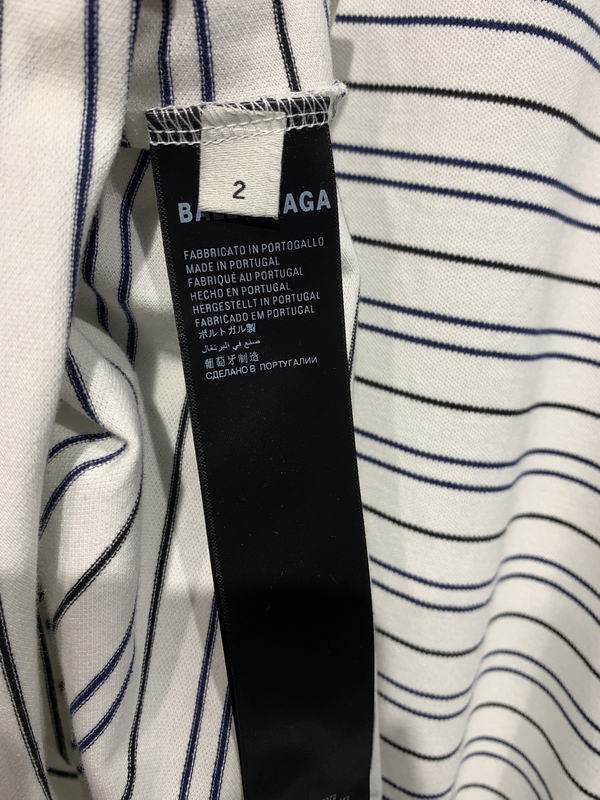 2
BAL AGA
FABBRICATO IN PORTOGALLO
MADE IN PORTUGAL
FABRIQUÉ AU PORTUGAL
HECHO EN PORTUGAL
HERGESTELLT IN PORTUGAL
FABRICADO EM PORTUGAL
ポルトガル製
صنع في البرتغال
葡萄牙制造
СДЕЛАНО В ПОРТУГАЛИИ